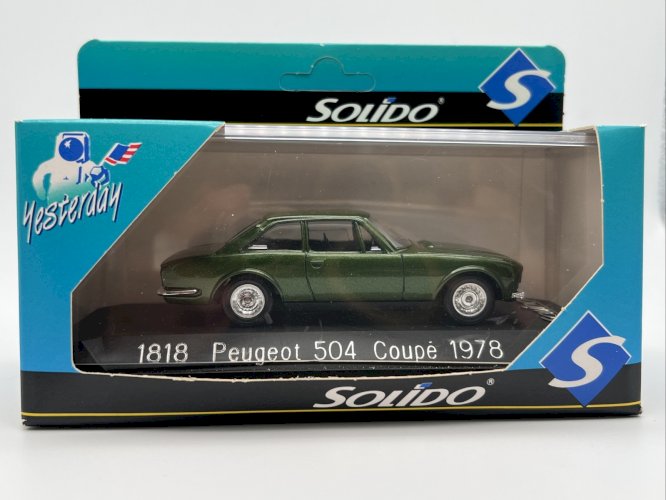 SOLIDO®
S
Yesterday
1818 Peugeot 504 Coupé 1978
S
SOLIDO®